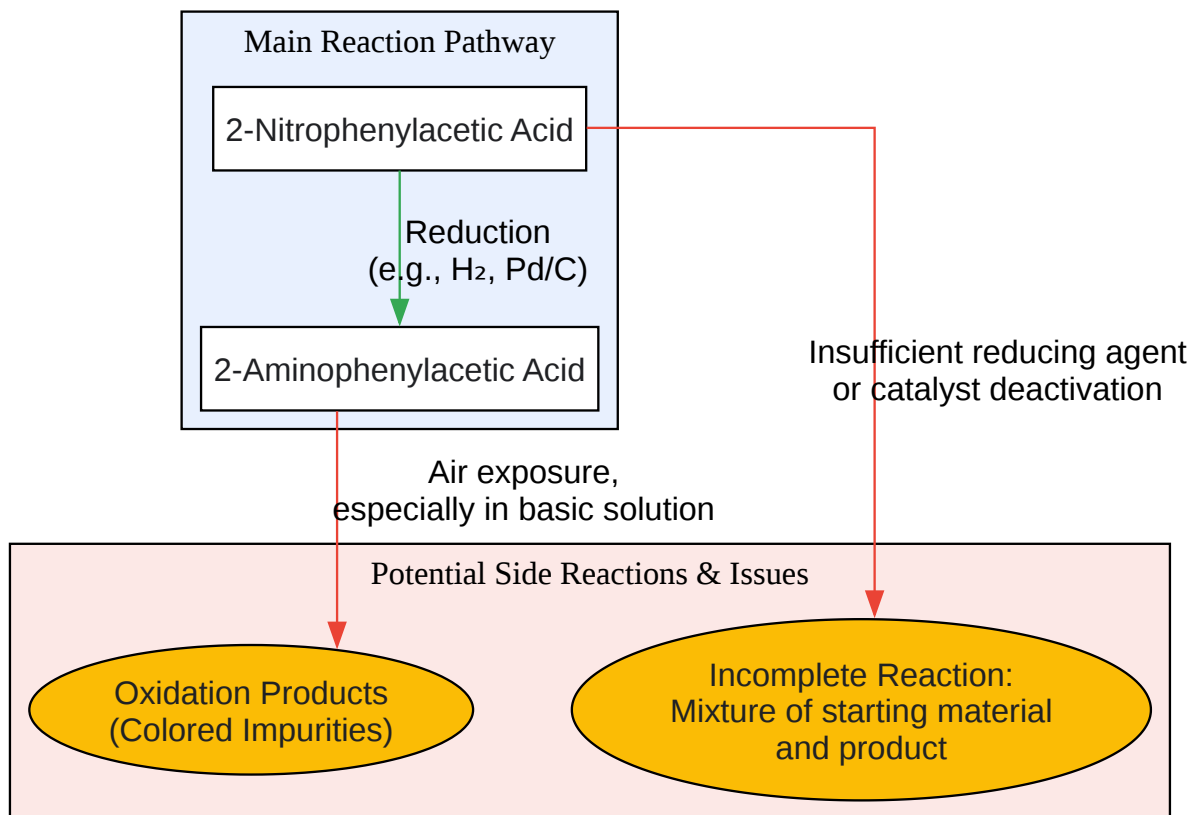 Main Reaction Pathway
2-Nitrophenylacetic Acid
Reduction
(e.g., H₂, Pd/C)
2-Aminophenylacetic Acid
Insufficient reducing agent
or catalyst deactivation
Air exposure,
especially in basic solution
Potential Side Reactions & Issues
Oxidation Products
(Colored Impurities)
Incomplete Reaction:
Mixture of starting material
and product